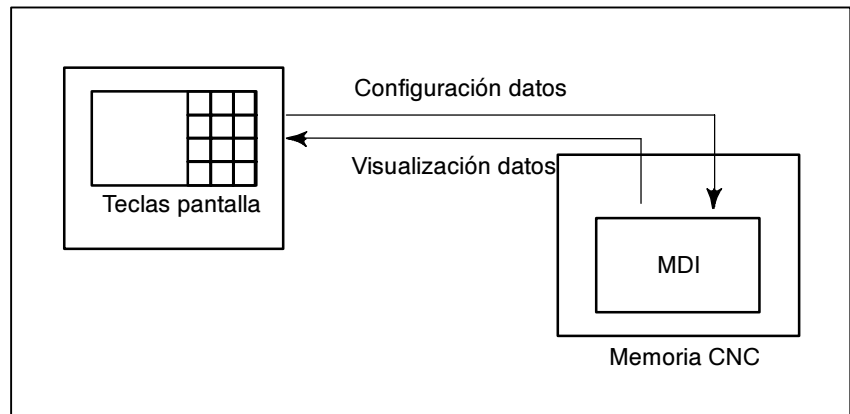 Configuración datos
Visualización datos
Teclas pantalla
MDI
Memoria CNC